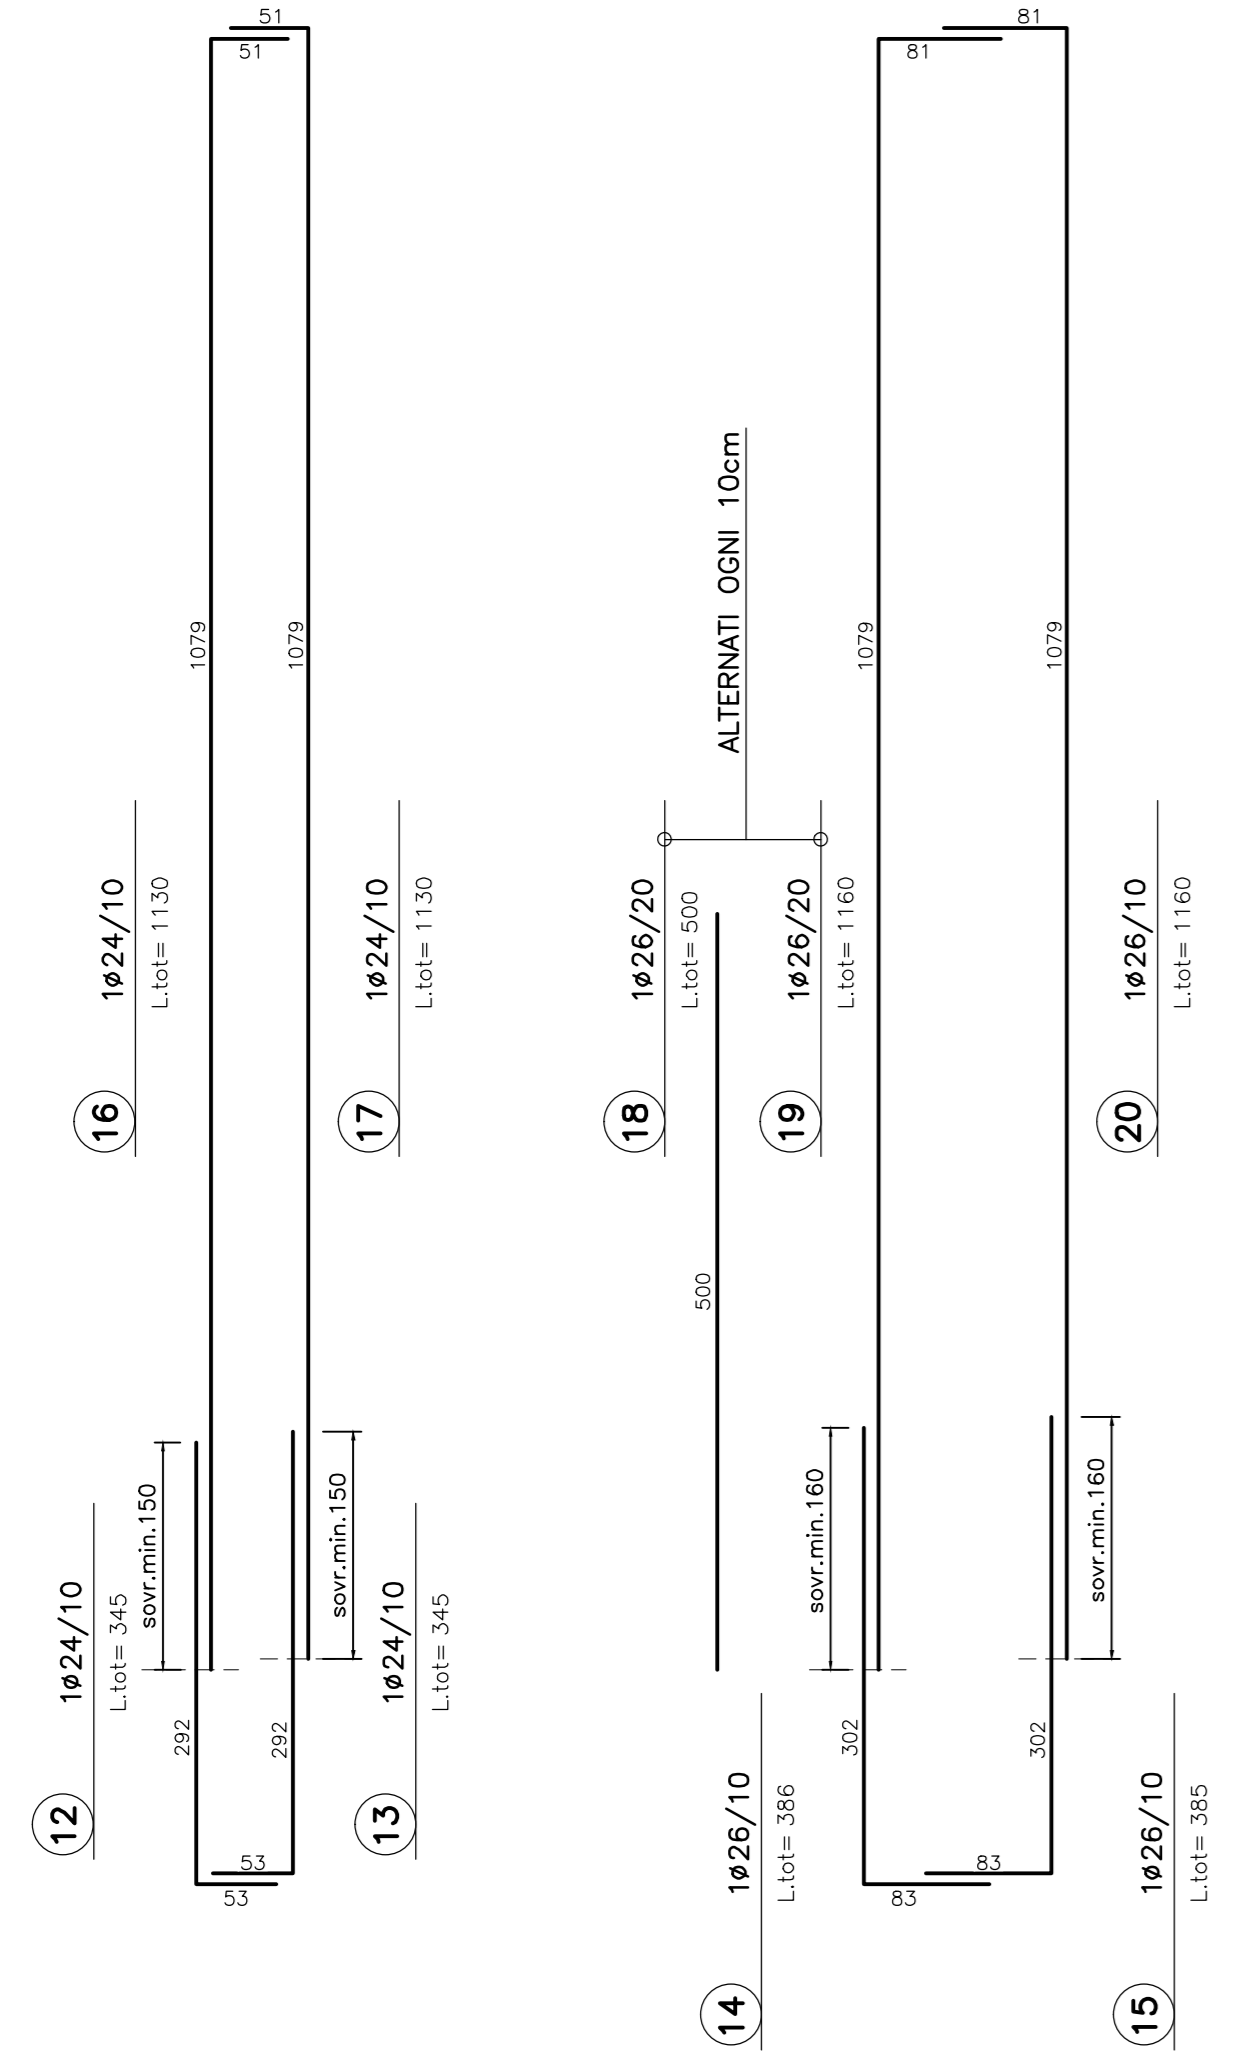 51
51
1079
1079
16
1ø24/10
L.tot= 1130
17
1ø24/10
L.tot= 1130
12
1ø24/10
L.tot= 345
sovr.min.150
sovr.min.150
292
292
13
1ø24/10
L.tot= 345
53
53
81
81
1079
1079
ALTERNATI OGNI 10cm
18
1ø26/20
L.tot= 500
500
19
1ø26/20
L.tot= 1160
20
1ø26/10
L.tot= 1160
sovr.min.160
sovr.min.160
302
302
14
1ø26/10
L.tot= 386
83
83
15
1ø26/10
L.tot= 385